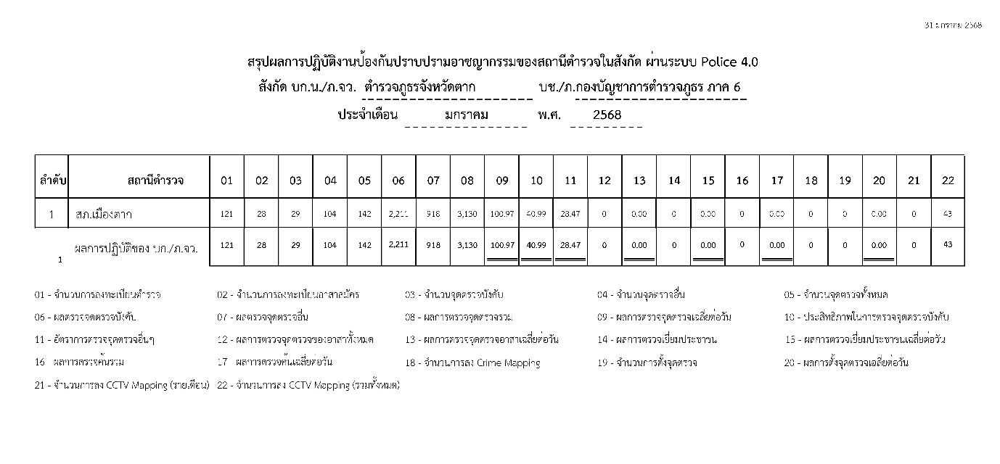 31 มกราคม 2568
สรุปผลการปฏิบัติงานป้องกันปราบปรามอาชญากรรมของสถานีตำรวจในสังกัด ผ่านระบบ Police 4.0
สังกัด บก.น./ภ.จว. ตำรวจภูธรจังหวัดตาก บช./ภ.กองบัญชาการตำรวจภูธร ภาค 6
ประจำเดือน มกราคม พ.ศ. 2568
ลำดับ สถานีตำรวจ 01 02 03 04 05 06 07 08 09 10 11 12 13 14 15 16 17 18 19 20 21 22
1 สภ.เมืองตาก 121 28 29 104 142 2,211 918 3,130 100.97 40.99 28.47 0 0.00 0 0.00 0 0.00 0 0 0.00 0 43
1 ผลการปฏิบัติของ บก./ภ.จว. 121 28 29 104 142 2,211 918 3,130 100.97 40.99 28.47 0 0.00 0 0.00 0 0.00 0 0 0.00 0 43
01 - จำนวนการลงทะเบียนตำรวจ 02 - จำนวนการลงทะเบียนอาสาสมัคร 03 - จำนวนจุดตรวจบังคับ 04 - จำนวนจุดตรวจอื่น 05 - จำนวนจุดตรวจทั้งหมด
06 - ผลตรวจจุดตรวจบังคับ 07 - ผลตรวจจุดตรวจอื่น 08 - ผลการตรวจจุดตรวจรวม 09 - ผลการตรวจจุดตรวจเฉลี่ยต่อวัน 10 - ประสิทธิภาพในการตรวจจุดตรวจบังคับ
11 - อัตราการตรวจจุดตรวจอื่นๆ 12 - ผลการตรวจจุดตรวจของอาสาทั้งหมด 13 - ผลการตรวจจุดตรวจอาสาเฉลี่ยต่อวัน 14 - ผลการตรวจเยี่ยมประชาชน 15 - ผลการตรวจเยี่ยมประชาชนเฉลี่ยต่อวัน
16 - ผลการตรวจค้นรวม 17 - ผลการตรวจค้นเฉลี่ยต่อวัน 18 - จำนวนการลง Crime Mapping 19 - จำนวนการตั้งจุดตรวจ 20 - ผลการตั้งจุดตรวจเฉลี่ยต่อวัน
21 - จำนวนการลง CCTV Mapping (รายเดือน) 22 - จำนวนการลง CCTV Mapping (รวมทั้งหมด)